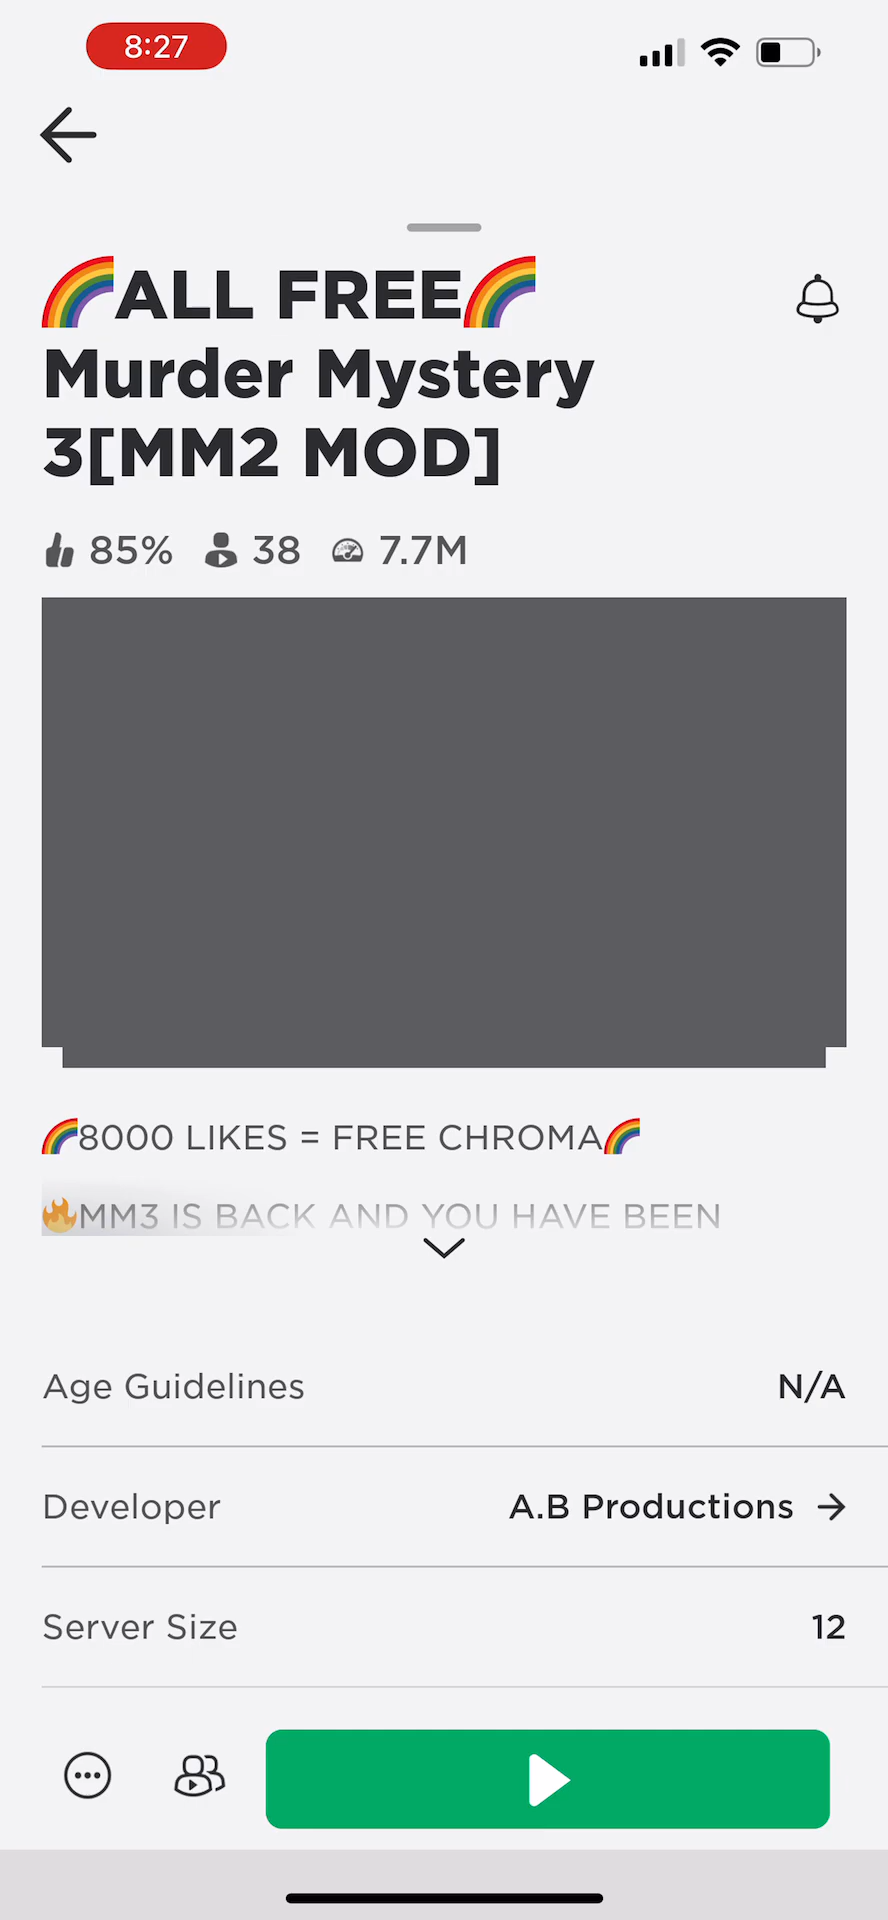 8:27
🌈ALL FREE🌈
Murder Mystery
3[MM2 MOD]
85% 38 7.7M
🌈8000 LIKES = FREE CHROMA🌈
🔥MM3 IS BACK AND YOU HAVE BEEN
Age Guidelines N/A
Developer A.B Productions
Server Size 12